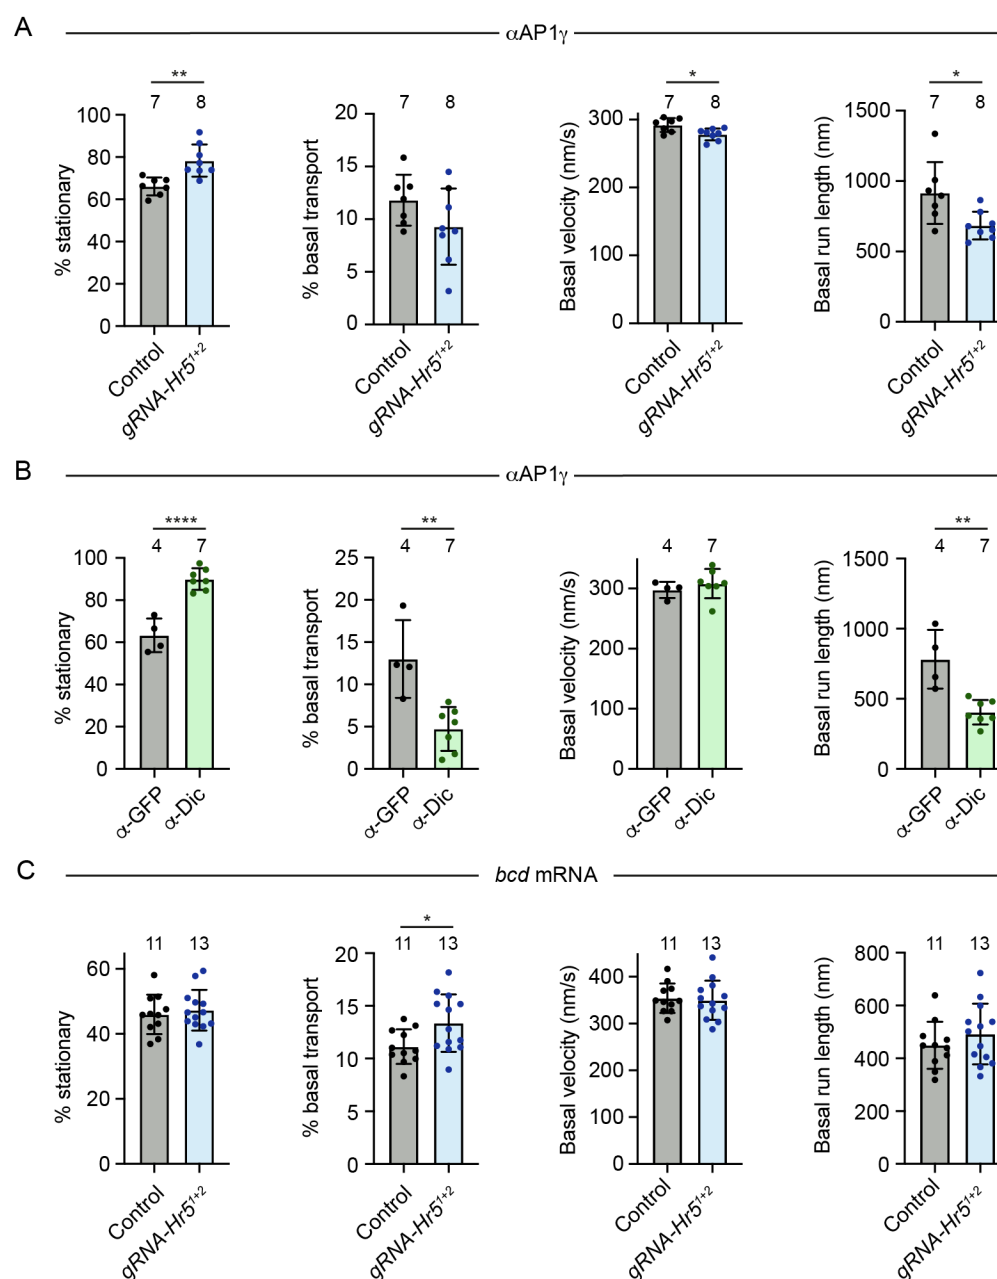 A
αAP1γ
**
7 8
% stationary
100
80
60
40
20
0
Control
gRNA-Hr5¹⁺²
7 8
% basal transport
20
15
10
5
0
Control
gRNA-Hr5¹⁺²
*
7 8
Basal velocity (nm/s)
300
200
100
0
Control
gRNA-Hr5¹⁺²
*
7 8
Basal run length (nm)
1500
1000
500
0
Control
gRNA-Hr5¹⁺²
B
αAP1γ
****
4 7
% stationary
100
80
60
40
20
0
α-GFP
α-Dic
**
4 7
% basal transport
25
20
15
10
5
0
α-GFP
α-Dic
4 7
Basal velocity (nm/s)
300
200
100
0
α-GFP
α-Dic
**
4 7
Basal run length (nm)
1500
1000
500
0
α-GFP
α-Dic
C
bcd mRNA
11 13
% stationary
60
40
20
0
Control
gRNA-Hr5¹⁺²
*
11 13
% basal transport
20
15
10
5
0
Control
gRNA-Hr5¹⁺²
11 13
Basal velocity (nm/s)
400
300
200
100
0
Control
gRNA-Hr5¹⁺²
11 13
Basal run length (nm)
800
600
400
200
0
Control
gRNA-Hr5¹⁺²